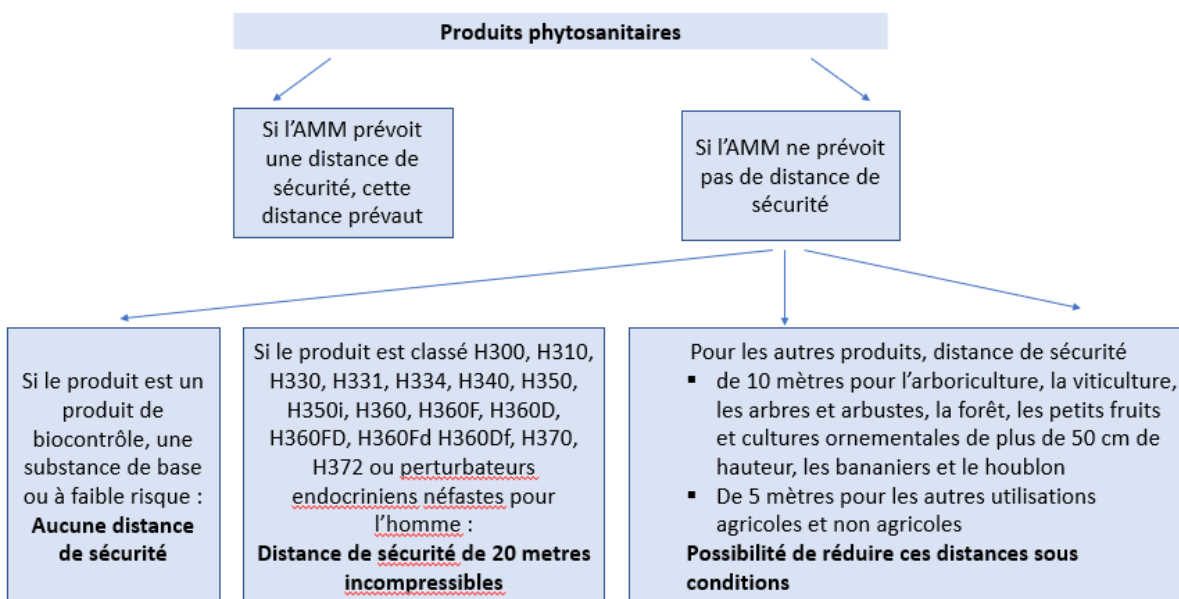 Produits phytosanitaires
Si l’AMM prévoit
une distance de
sécurité, cette
distance prévaut
Si l’AMM ne prévoit
pas de distance de
sécurité
Si le produit est un
produit de
biocontrôle, une
substance de base
ou à faible risque :
Aucune distance
de sécurité
Si le produit est classé H300, H310,
H330, H331, H334, H340, H350,
H350i, H360, H360F, H360D,
H360FD, H360Fd H360Df, H370,
H372 ou perturbateurs
endocriniens néfastes pour
l’homme :
Distance de sécurité de 20 metres
incompressibles
Pour les autres produits, distance de sécurité
▪ de 10 mètres pour l’arboriculture, la viticulture,
les arbres et arbustes, la forêt, les petits fruits
et cultures ornementales de plus de 50 cm de
hauteur, les bananiers et le houblon
▪ De 5 mètres pour les autres utilisations
agricoles et non agricoles
Possibilité de réduire ces distances sous
conditions